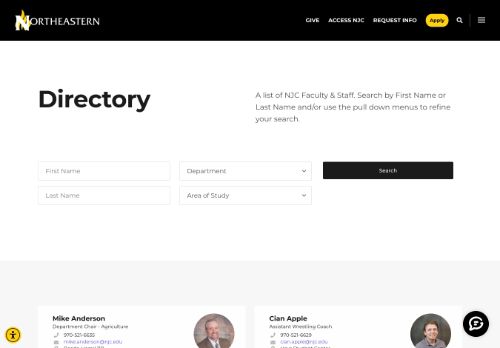 NORTHEASTERN
GIVE ACCESS NJC REQUEST INFO Apply
Directory
A list of NJC Faculty & Staff. Search by First Name or
Last Name and/or use the pull down menus to refine
your search
First Name
Department
Search
Last Name
Area of Study
Mike Anderson
Department Chair - Agriculture
970-521-6635
mike.anderson@njc.edu
Cian Apple
Assistant Wrestling Coach
970-521-6629
cian.apple@njc.edu